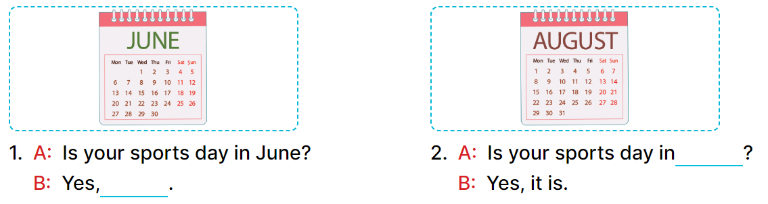 JUNE
Mon Tue Wed Thu Fri Sat Sun
1 2 3 4 5
6 7 8 9 10 11 12
13 14 15 16 17 18 19
20 21 22 23 24 25 26
27 28 29 30
1. A: Is your sports day in June?
B: Yes,______.
AUGUST
Mon Tue Wed Thu Fri Sat Sun
1 2 3 4 5 6 7
8 9 10 11 12 13 14
15 16 17 18 19 20 21
22 23 24 25 26 27 28
29 30 31
2. A: Is your sports day in______?
B: Yes, it is.